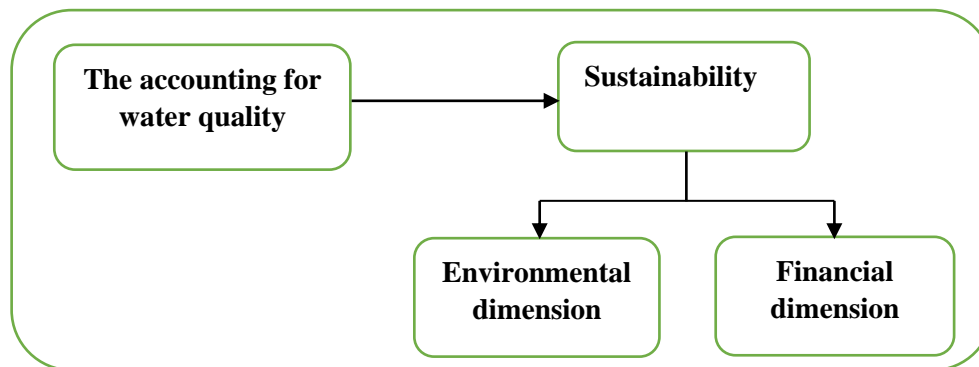 The accounting for
water quality
Sustainability
Environmental
dimension
Financial
dimension